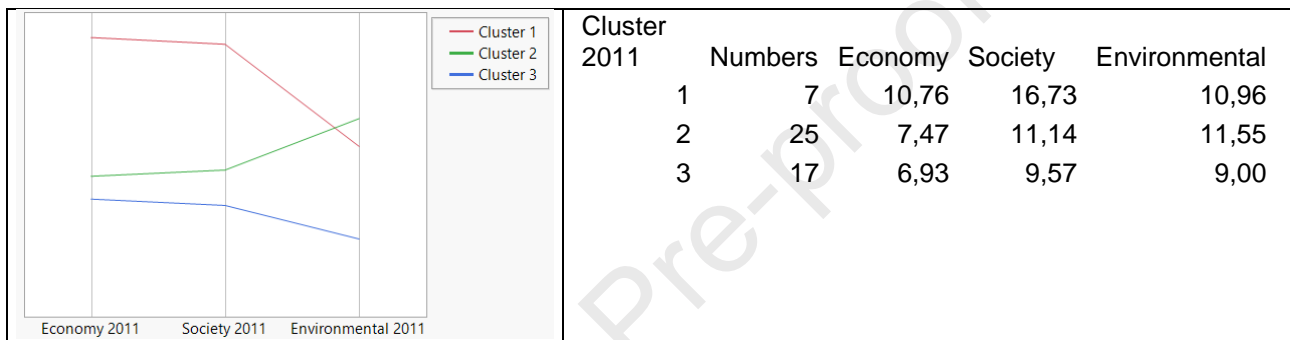 Cluster 1
Cluster 2
Cluster 3
Economy 2011 Society 2011 Environmental 2011
Cluster
2011 Numbers Economy Society Environmental
1 7 10,76 16,73 10,96
2 25 7,47 11,14 11,55
3 17 6,93 9,57 9,00
Pre-proof